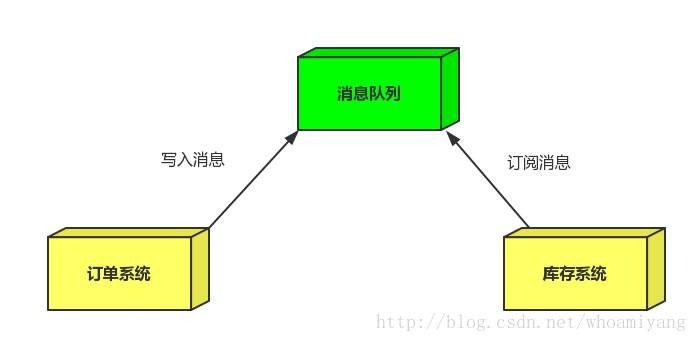 消息队列
写入消息
订阅消息
订单系统
库存系统
http://blog.csdn.net/whoamiyang